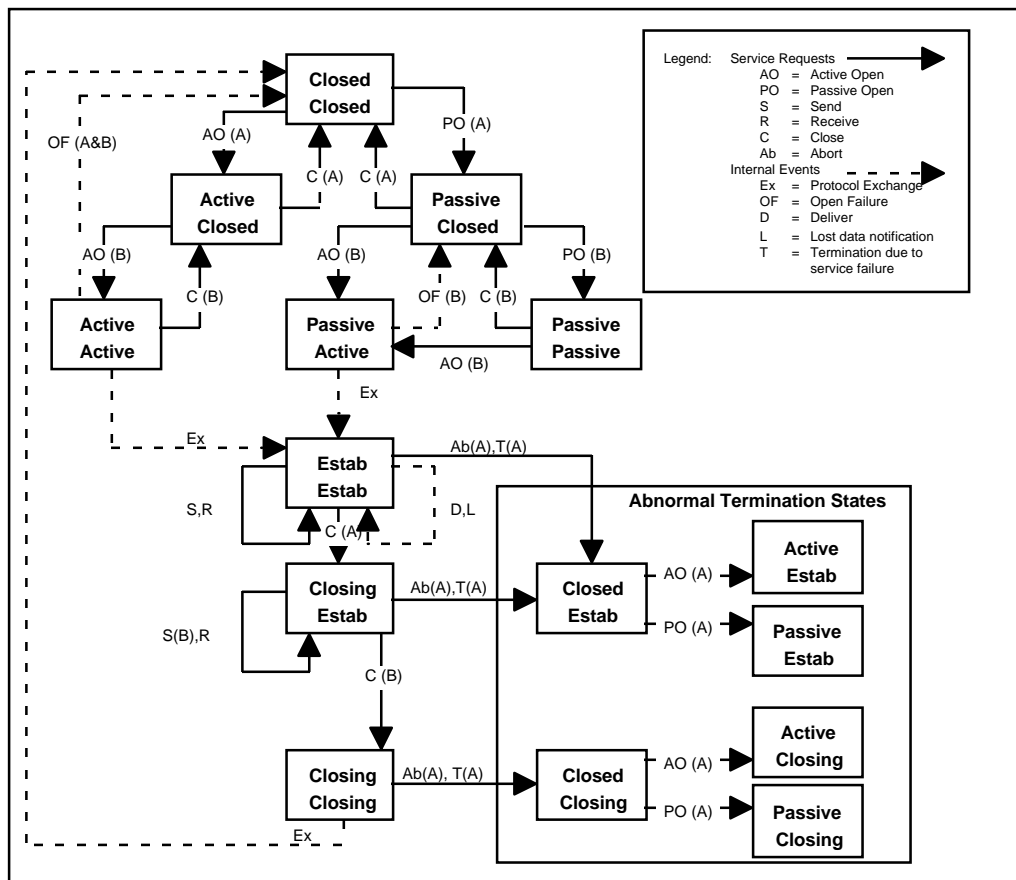 Legend: Service Requests
AO = Active Open
PO = Passive Open
S = Send
R = Receive
C = Close
Ab = Abort
Internal Events
Ex = Protocol Exchange
OF = Open Failure
D = Deliver
L = Lost data notification
T = Termination due to
service failure
Closed
Closed
OF (A&B)
AO (A)
C (A)
C (A)
PO (A)
Active
Closed
Passive
Closed
AO (B)
C (B)
AO (B)
OF (B)
C (B)
PO (B)
Active
Active
Passive
Active
Passive
Passive
AO (B)
Ex
Ex
Estab
Estab
Ab(A),T(A)
S,R
C (A)
D,L
Abnormal Termination States
Closing
Estab
Ab(A),T(A)
Closed
Estab
AO (A)
Active
Estab
S(B),R
PO (A)
Passive
Estab
C (B)
Closing
Closing
Ab(A), T(A)
Closed
Closing
AO (A)
Active
Closing
PO (A)
Passive
Closing
Ex